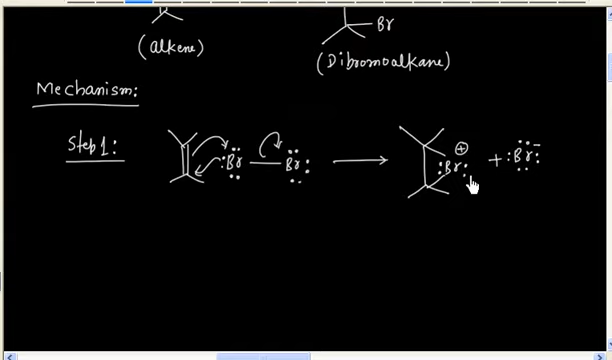 Br
(alkene)
(Dibromoalkane)
Mechanism:
Step 1: Br Br Br ⊕ + Br -